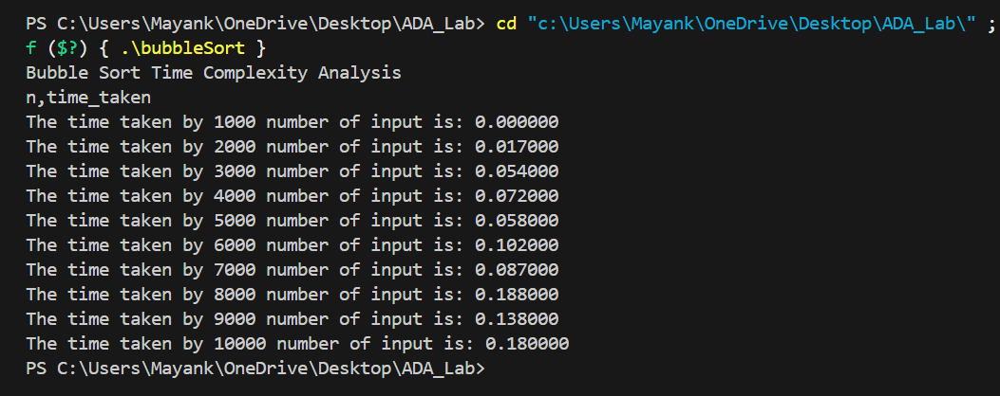 PS C:\Users\Mayank\OneDrive\Desktop\ADA_Lab> cd "c:\Users\Mayank\OneDrive\Desktop\ADA_Lab\" ;
f ($?) { .\bubbleSort }
Bubble Sort Time Complexity Analysis
n,time_taken
The time taken by 1000 number of input is: 0.000000
The time taken by 2000 number of input is: 0.017000
The time taken by 3000 number of input is: 0.054000
The time taken by 4000 number of input is: 0.072000
The time taken by 5000 number of input is: 0.058000
The time taken by 6000 number of input is: 0.102000
The time taken by 7000 number of input is: 0.087000
The time taken by 8000 number of input is: 0.188000
The time taken by 9000 number of input is: 0.138000
The time taken by 10000 number of input is: 0.180000
PS C:\Users\Mayank\OneDrive\Desktop\ADA_Lab>